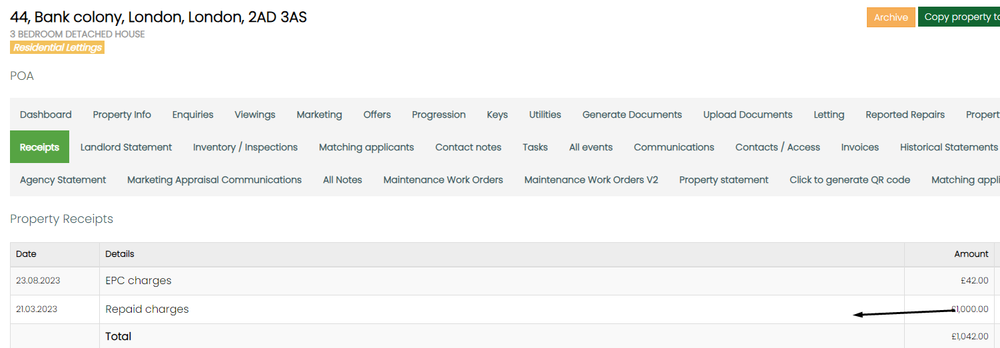 44, Bank colony, London, London, 2AD 3AS
Archive
Copy property to
3 BEDROOM DETACHED HOUSE
Residential Lettings
POA
Dashboard Property Info Enquiries Viewings Marketing Offers Progression Keys Utilities Generate Documents Upload Documents Letting Reported Repairs
Receipts Landlord Statement Inventory / Inspections Matching applicants Contact notes Tasks All events Communications Contacts / Access Invoices Historical Statements
Agency Statement Marketing Appraisal Communications All Notes Maintenance Work Orders Maintenance Work Orders V2 Property statement Click to generate QR code Matching
Property Receipts
Date Details Amount
23.08.2023 EPC charges £42.00
21.03.2023 Repaid charges £1,000.00
Total £1,042.00